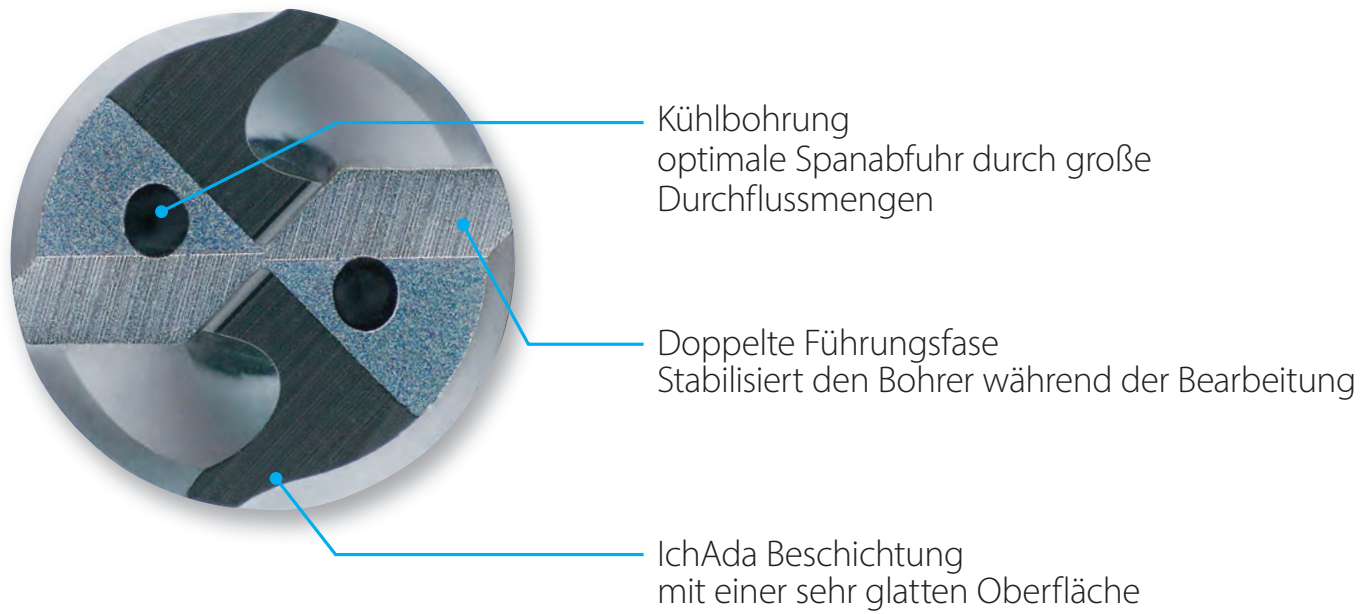 Kühlbohrung
optimale Spanabfuhr durch große
Durchflussmengen
Doppelte Führungsfase
Stabilisiert den Bohrer während der Bearbeitung
IchAda Beschichtung
mit einer sehr glatten Oberfläche